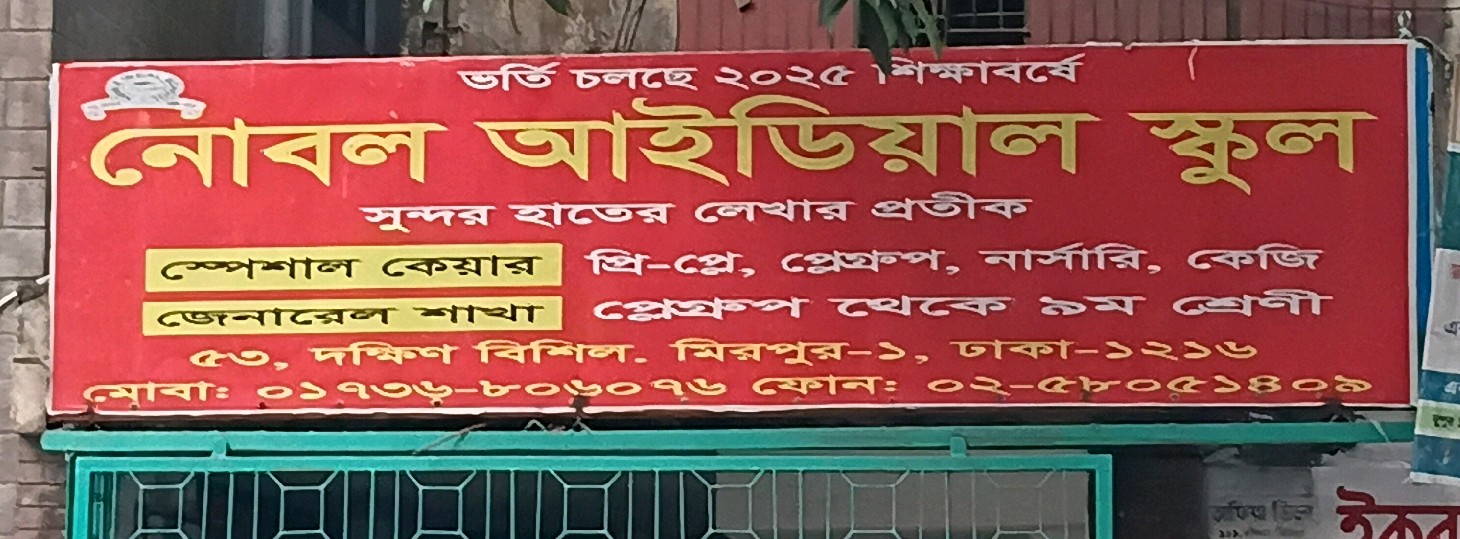 ভর্তি চলছে ২০২৫ শিক্ষাবর্ষে
নোবল আইডিয়াল স্কুল
সুন্দর হাতের লেখার প্রতীক
স্পেশাল কেয়ার প্রি-প্লে, প্লেগ্রুপ, নার্সারি, কেজি
জেনারেল শাখা প্লেগ্রুপ থেকে ৯ম শ্রেণী
৫৩, দক্ষিণ বিশিল. মিরপুর-১, ঢাকা-১২১৬
মোবা: ০১৭৩৬-৮০৬০৭৬ ফোন: ০২-৫৮০৫১৪০৯